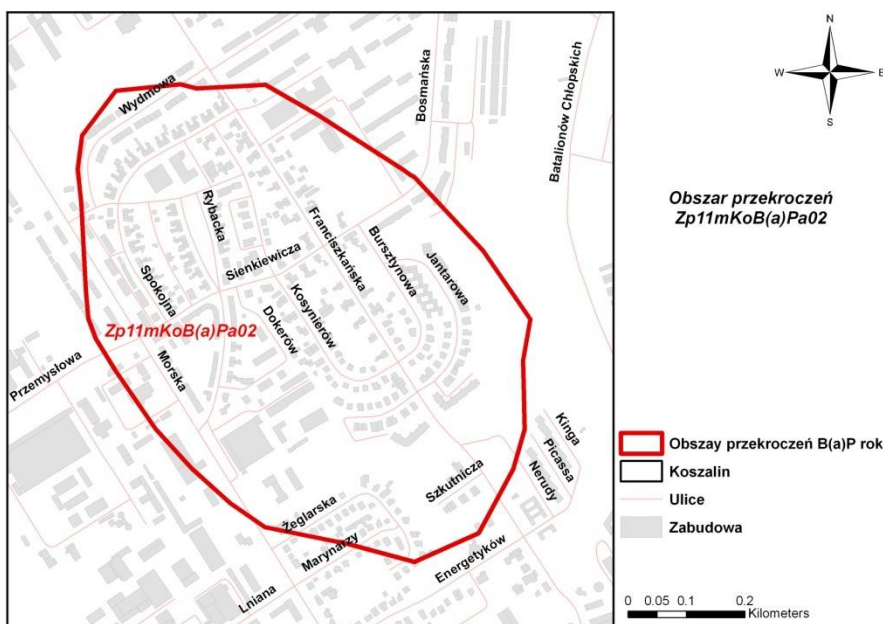 Wydmowa
Bosmańska
Batalionów Chłopskich
Rybacka
Franciszkańska
Bursztynowa
Jantarowa
Sienkiewicza
Spokojna
Kosynierów
Dokerów
Zp11mKoB(a)Pa02
Przemysłowa
Morska
Kinga
Picassa
Nerudy
Szkutnicza
Żeglarska
Marynarzy
Energetyków
Lniana
N
W E
S
Obszar przekroczeń
Zp11mKoB(a)Pa02
Obszay przekroczeń B(a)P rok
Koszalin
Ulice
Zabudowa
0 0.05 0.1 0.2
Kilometers